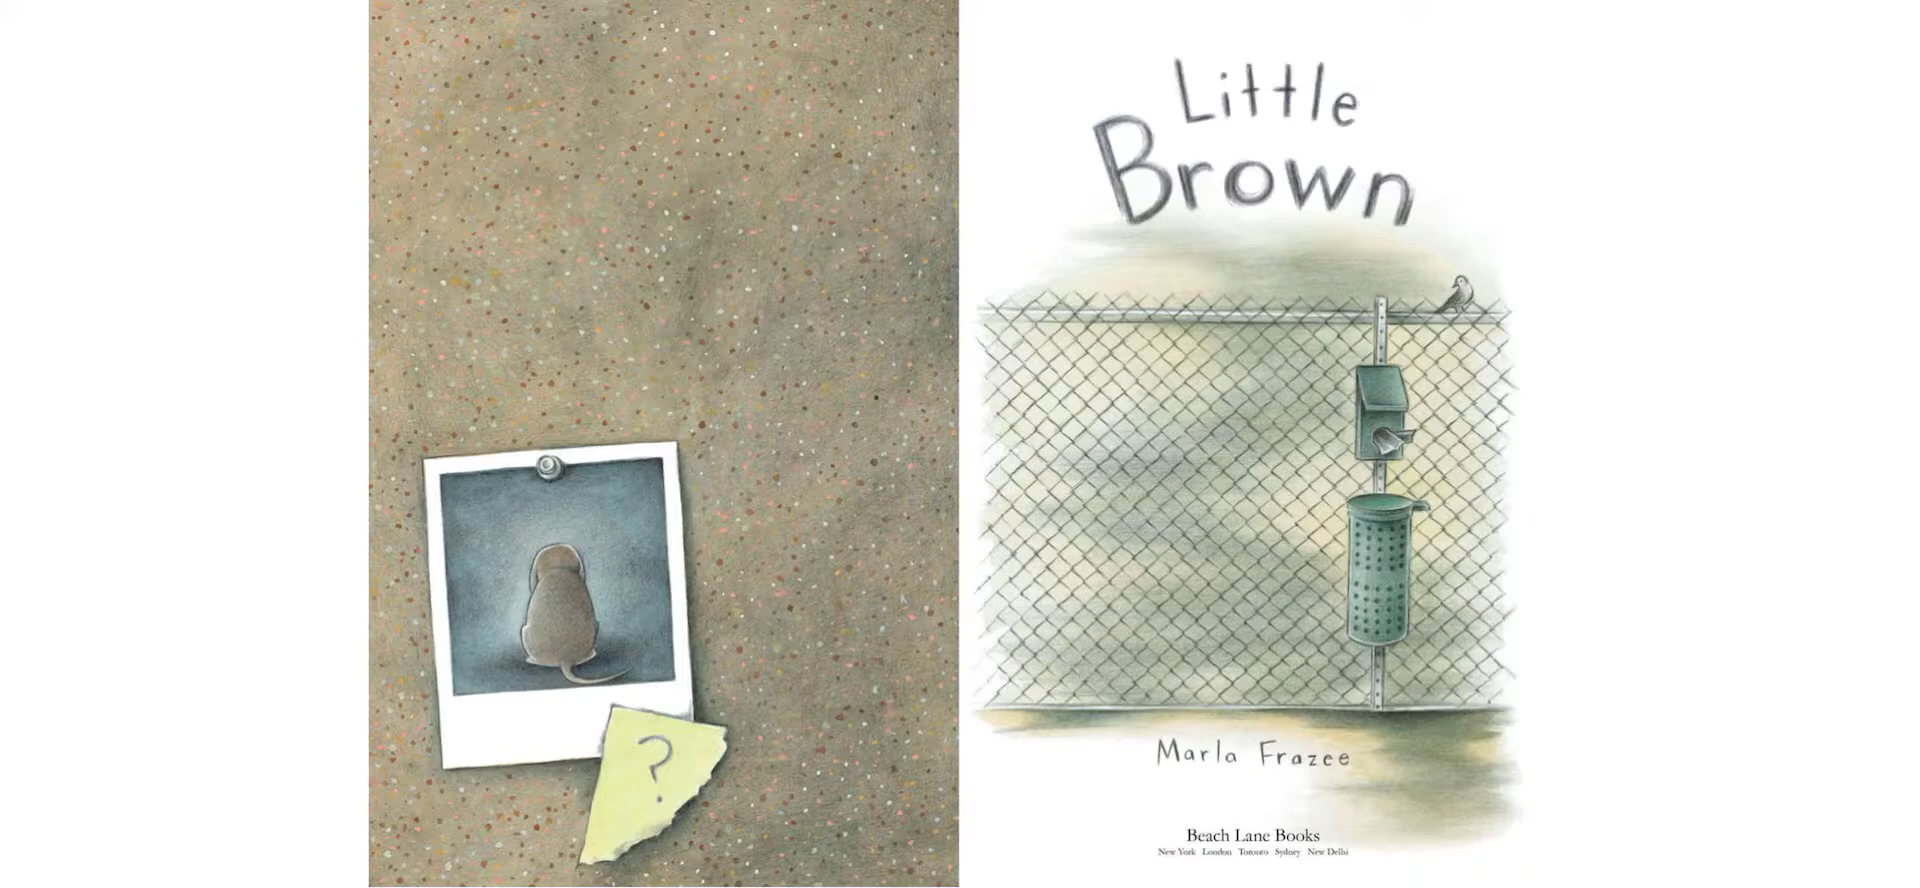 ?
Little
Brown
Marla Frazee
Beach Lane Books
New York London Toronto Sydney New Delhi